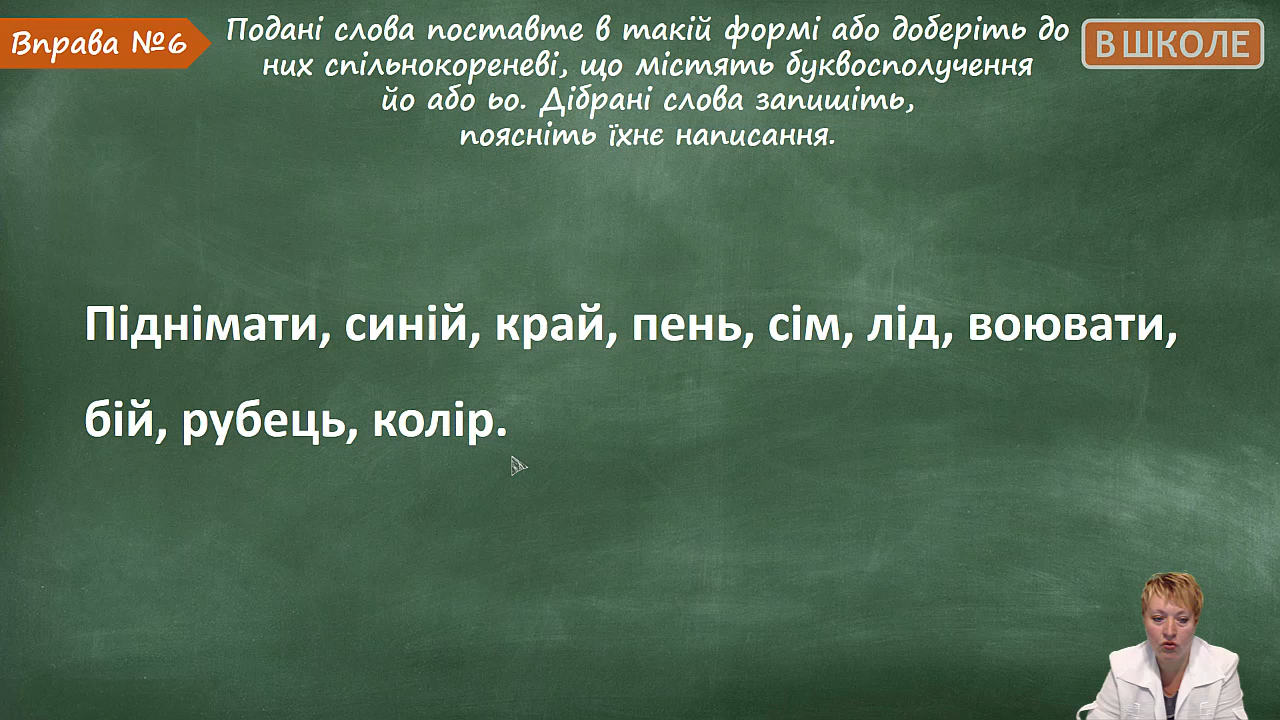 Вправа №6
Подані слова поставте в такій формі або доберіть до
них спільнокореневі, що містять буквосполучення
йо або ьо. Дібрані слова запишіть,
поясніть їхнє написання.
В ШКОЛЕ
Піднімати, синій, край, пень, сім, лід, воювати,
бій, рубець, колір.